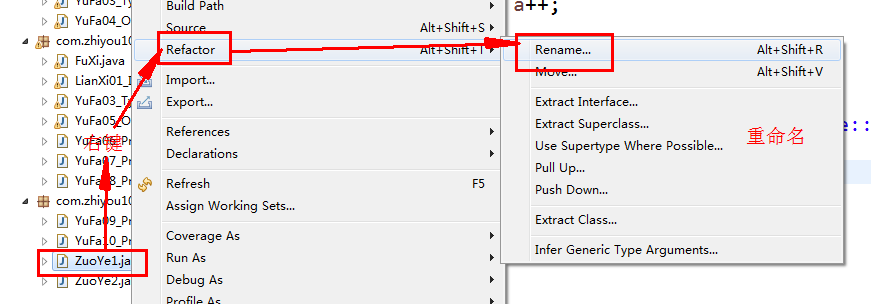 YuFa03_Ty
YuFa04_O
com.zhiyou10
FuXi.java
LianXi01_I
YuFa03_Ty
YuFa05_O
YuFa06_Pr
YuFa07_Pr
YuFa08_Pr
com.zhiyou10
YuFa09_Pr
YuFa10_Pr
ZuoYe1.ja
ZuoYe2.ja
右键
Build Path
Source Alt+Shift+S
Refactor Alt+Shift+T
Import...
Export...
References
Declarations
Refresh F5
Assign Working Sets...
Coverage As
Run As
Debug As
Profile As
a++;
Rename... Alt+Shift+R
Move... Alt+Shift+V
Extract Interface...
Extract Superclass...
Use Supertype Where Possible...
Pull Up...
Push Down...
Extract Class...
Infer Generic Type Arguments...
重命名
e::